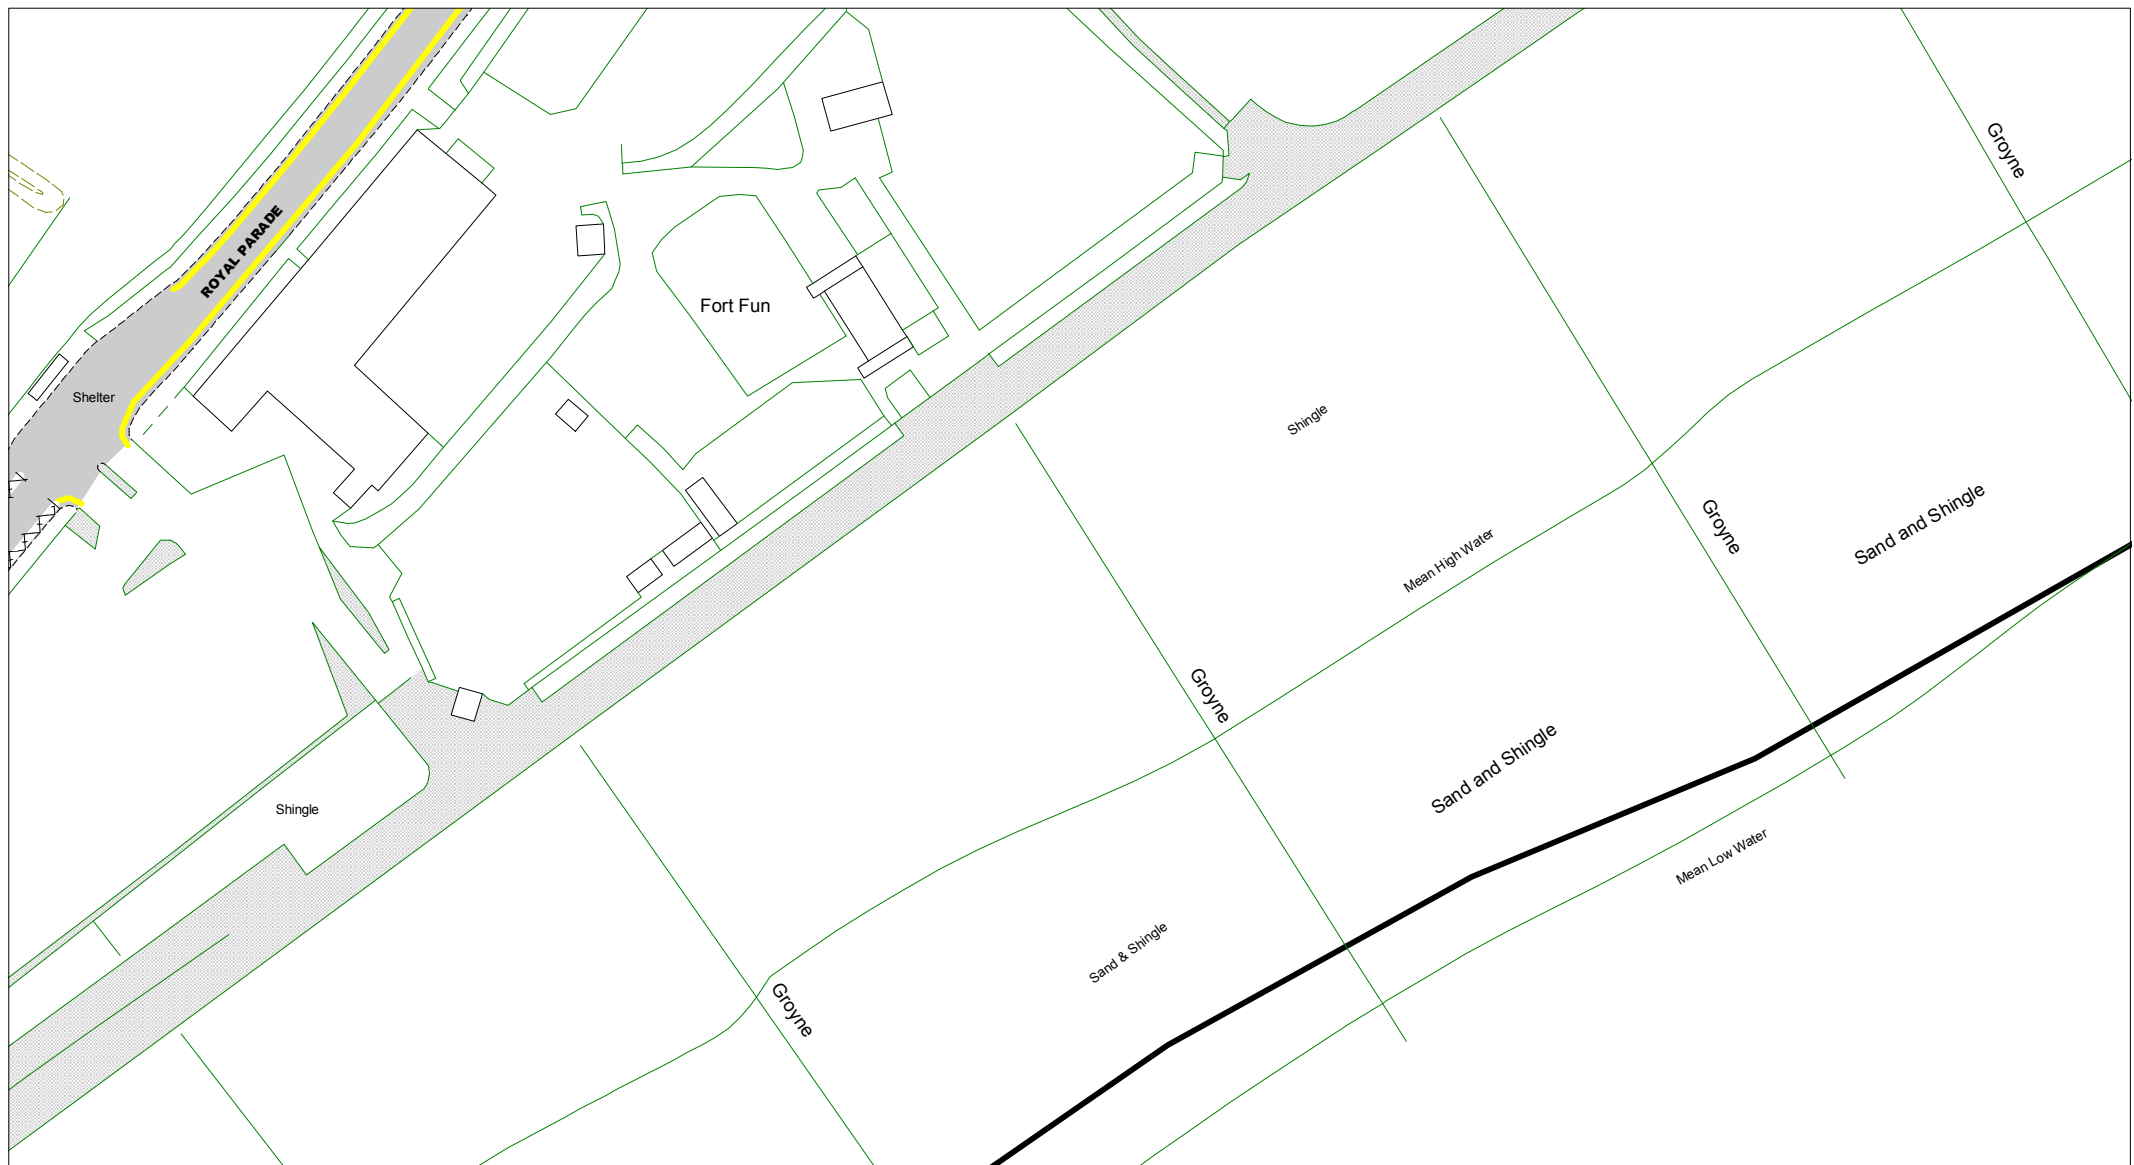 Groyne
ROYAL PARADE
Fort Fun
Shelter
Shingle
Groyne
Sand and Shingle
Mean High Water
Groyne
Sand and Shingle
Shingle
Mean Low Water
Sand & Shingle
Groyne